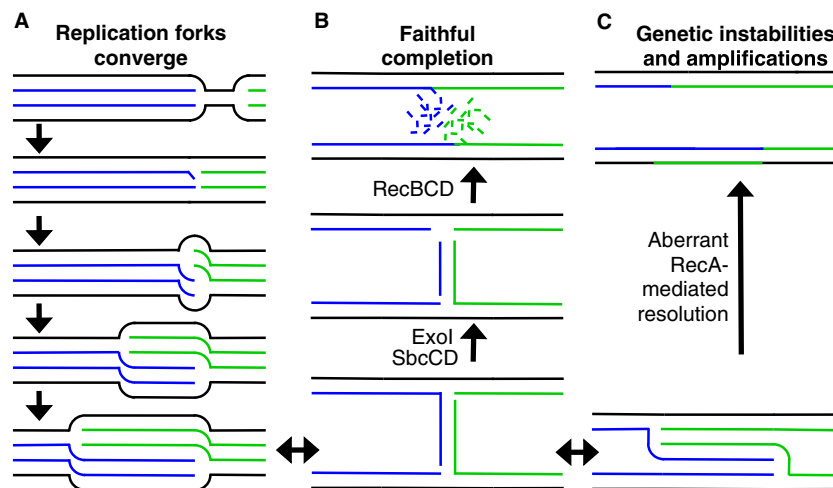 A
Replication forks
converge
B
Faithful
completion
RecBCD
ExoI
SbcCD
C
Genetic instabilities
and amplifications
Aberrant
RecA-
mediated
resolution